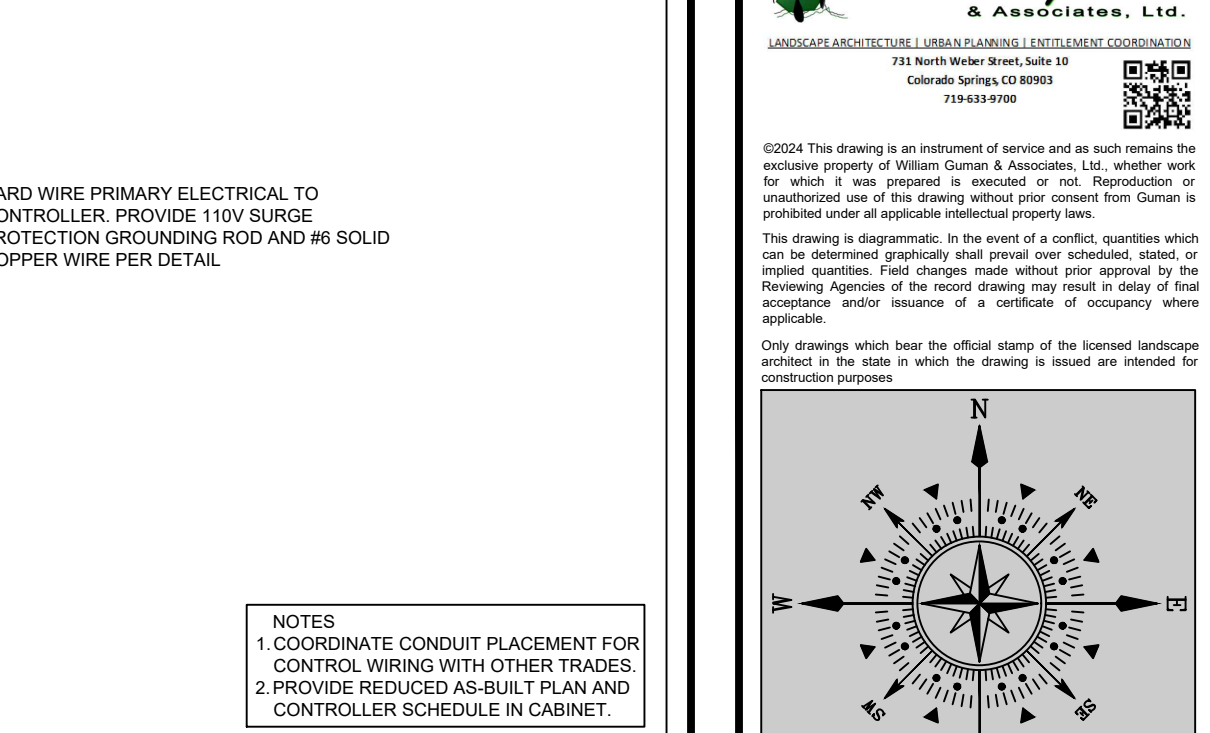 ARD WIRE PRIMARY ELECTRICAL TO
ONTROLLER. PROVIDE 110V SURGE
ROTECTION GROUNDING ROD AND #6 SOLID
OPPER WIRE PER DETAIL
NOTES
1. COORDINATE CONDUIT PLACEMENT FOR
CONTROL WIRING WITH OTHER TRADES.
2. PROVIDE REDUCED AS-BUILT PLAN AND
CONTROLLER SCHEDULE IN CABINET.
& Associates, Ltd.
LANDSCAPE ARCHITECTURE | URBAN PLANNING | ENTITLEMENT COORDINATION
731 North Weber Street, Suite 10
Colorado Springs, CO 80903
719-633-9700
©2024 This drawing is an instrument of service and as such remains the
exclusive property of William Guman & Associates, Ltd., whether work
for which it was prepared is executed or not. Reproduction or
unauthorized use of this drawing without prior consent from Guman is
prohibited under all applicable intellectual property laws.
This drawing is diagrammatic. In the event of a conflict, quantities which
can be determined graphically shall prevail over scheduled, stated, or
implied quantities. Field changes made without prior approval by the
Reviewing Agencies of the record drawing may result in delay of final
acceptance and/or issuance of a certificate of occupancy where
applicable.
Only drawings which bear the official stamp of the licensed landscape
architect in the state in which the drawing is issued are intended for
construction purposes
N
NW
NE
W
E
SW
SE